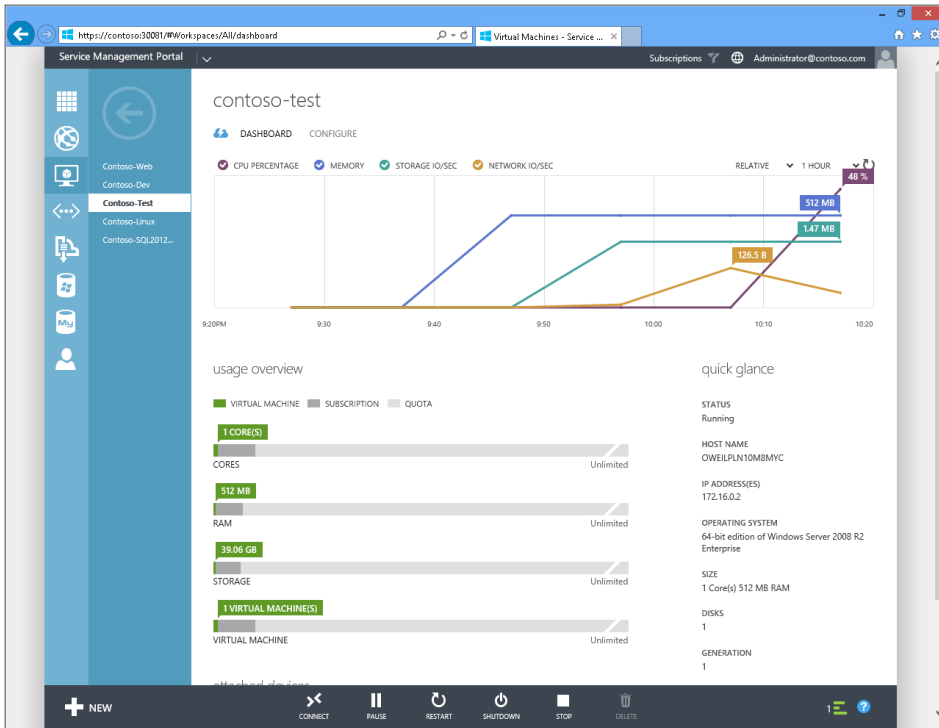 https://contoso:30081/#Workspaces/All/dashboard
Virtual Machines - Service ...
Service Management Portal
Subscriptions
Administrator@contoso.com
contoso-test
DASHBOARD CONFIGURE
Contoso-Web
Contoso-Dev
Contoso-Test
Contoso-Linux
Contoso-SQL2012...
My
CPU PERCENTAGE MEMORY STORAGE IO/SEC NETWORK IO/SEC RELATIVE 1 HOUR
48 %
512 MB
1.47 MB
126.5 B
9:20PM 9:30 9:40 9:50 10:00 10:10 10:20
usage overview
VIRTUAL MACHINE SUBSCRIPTION QUOTA
1 CORE(S)
CORES Unlimited
512 MB
RAM Unlimited
39.06 GB
STORAGE Unlimited
1 VIRTUAL MACHINE(S)
VIRTUAL MACHINE Unlimited
attached devices
quick glance
STATUS
Running
HOST NAME
OWEILPLN10M8MYC
IP ADDRESS(ES)
172.16.0.2
OPERATING SYSTEM
64-bit edition of Windows Server 2008 R2
Enterprise
SIZE
1 Core(s) 512 MB RAM
DISKS
1
GENERATION
1
NEW
CONNECT PAUSE RESTART SHUTDOWN STOP DELETE
1
?